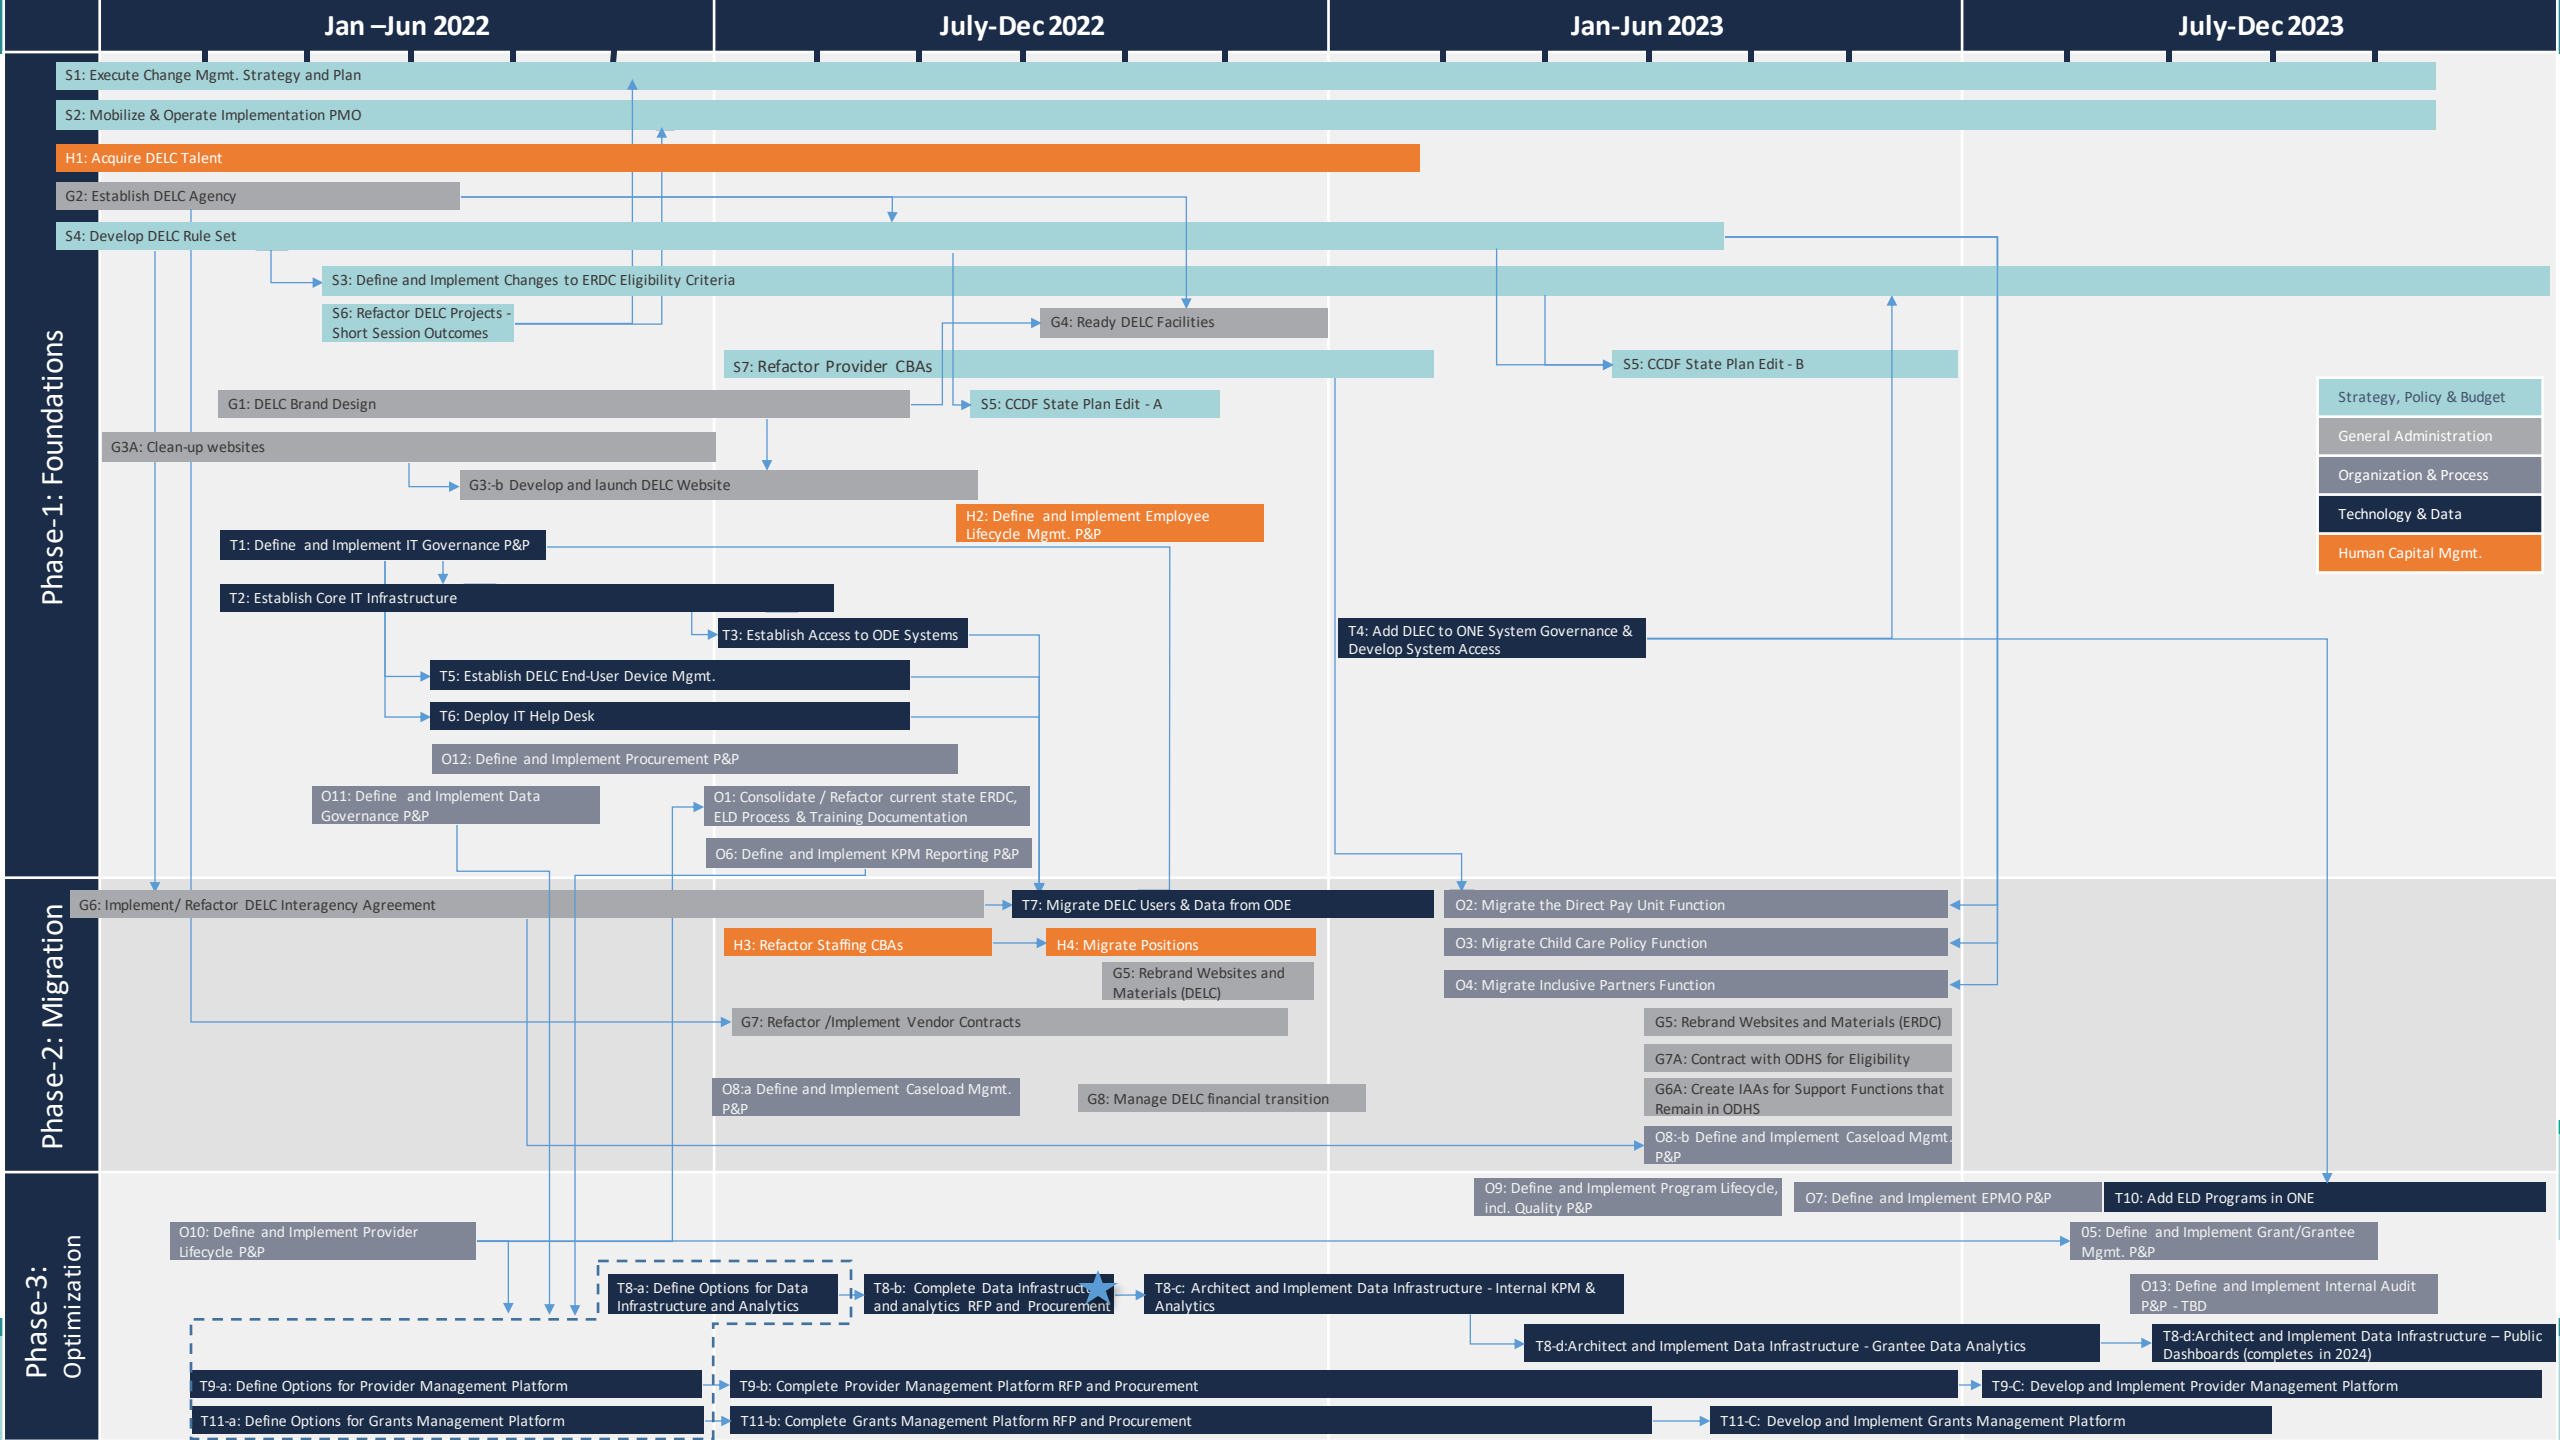 Jan –Jun 2022
July-Dec 2022
Jan-Jun 2023
July-Dec 2023
Phase-1: Foundations
S1: Execute Change Mgmt. Strategy and Plan
S2: Mobilize & Operate Implementation PMO
H1: Acquire DELC Talent
G2: Establish DELC Agency
S4: Develop DELC Rule Set
S3: Define and Implement Changes to ERDC Eligibility Criteria
S6: Refactor DELC Projects -
Short Session Outcomes
G4: Ready DELC Facilities
S7: Refactor Provider CBAs
S5: CCDF State Plan Edit - B
G1: DELC Brand Design
S5: CCDF State Plan Edit - A
G3A: Clean-up websites
G3:-b Develop and launch DELC Website
H2: Define and Implement Employee
Lifecycle Mgmt. P&P
T1: Define and Implement IT Governance P&P
T2: Establish Core IT Infrastructure
T3: Establish Access to ODE Systems
T4: Add DLEC to ONE System Governance &
Develop System Access
T5: Establish DELC End-User Device Mgmt.
T6: Deploy IT Help Desk
O12: Define and Implement Procurement P&P
O11: Define and Implement Data
Governance P&P
O1: Consolidate / Refactor current state ERDC,
ELD Process & Training Documentation
O6: Define and Implement KPM Reporting P&P
Strategy, Policy & Budget
General Administration
Organization & Process
Technology & Data
Human Capital Mgmt.
Phase-2: Migration
G6: Implement/ Refactor DELC Interagency Agreement
T7: Migrate DELC Users & Data from ODE
O2: Migrate the Direct Pay Unit Function
H3: Refactor Staffing CBAs
H4: Migrate Positions
O3: Migrate Child Care Policy Function
G5: Rebrand Websites and
Materials (DELC)
O4: Migrate Inclusive Partners Function
G7: Refactor /Implement Vendor Contracts
G5: Rebrand Websites and Materials (ERDC)
G7A: Contract with ODHS for Eligibility
O8:a Define and Implement Caseload Mgmt.
P&P
G8: Manage DELC financial transition
G6A: Create IAAs for Support Functions that
Remain in ODHS
O8:-b Define and Implement Caseload Mgmt.
P&P
Phase-3:
Optimization
O9: Define and Implement Program Lifecycle,
incl. Quality P&P
O7: Define and Implement EPMO P&P
T10: Add ELD Programs in ONE
O10: Define and Implement Provider
Lifecycle P&P
05: Define and Implement Grant/Grantee
Mgmt. P&P
T8-a: Define Options for Data
Infrastructure and Analytics
T8-b: Complete Data
and analytics RFP and Procurement
T8-c: Architect and Implement Data Infrastructure - Internal KPM &
Analytics
O13: Define and Implement Internal Audit
P&P - TBD
T8-d:Architect and Implement Data Infrastructure - Grantee Data Analytics
T8-d:Architect and Implement Data Infrastructure – Public
Dashboards (completes in 2024)
T9-a: Define Options for Provider Management Platform
T9-b: Complete Provider Management Platform RFP and Procurement
T9-C: Develop and Implement Provider Management Platform
T11-a: Define Options for Grants Management Platform
T11-b: Complete Grants Management Platform RFP and Procurement
T11-C: Develop and Implement Grants Management Platform